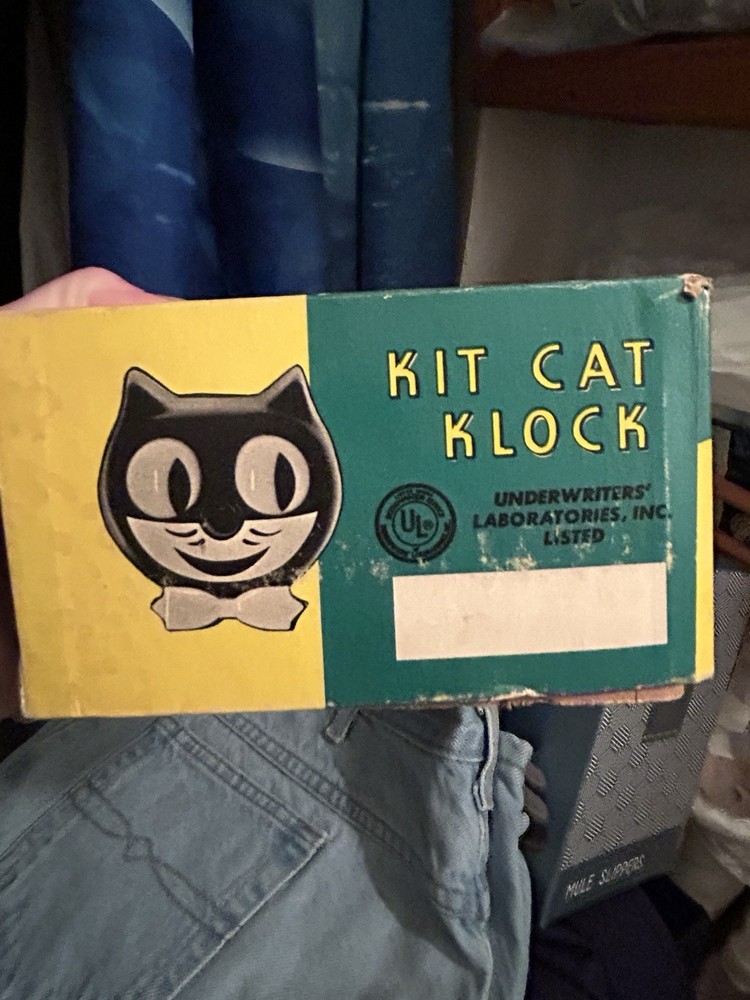 KIT CAT
KLOCK
UL®
UNDERWRITERS'
LABORATORIES, INC.
LISTED
MULE SLIPPERS